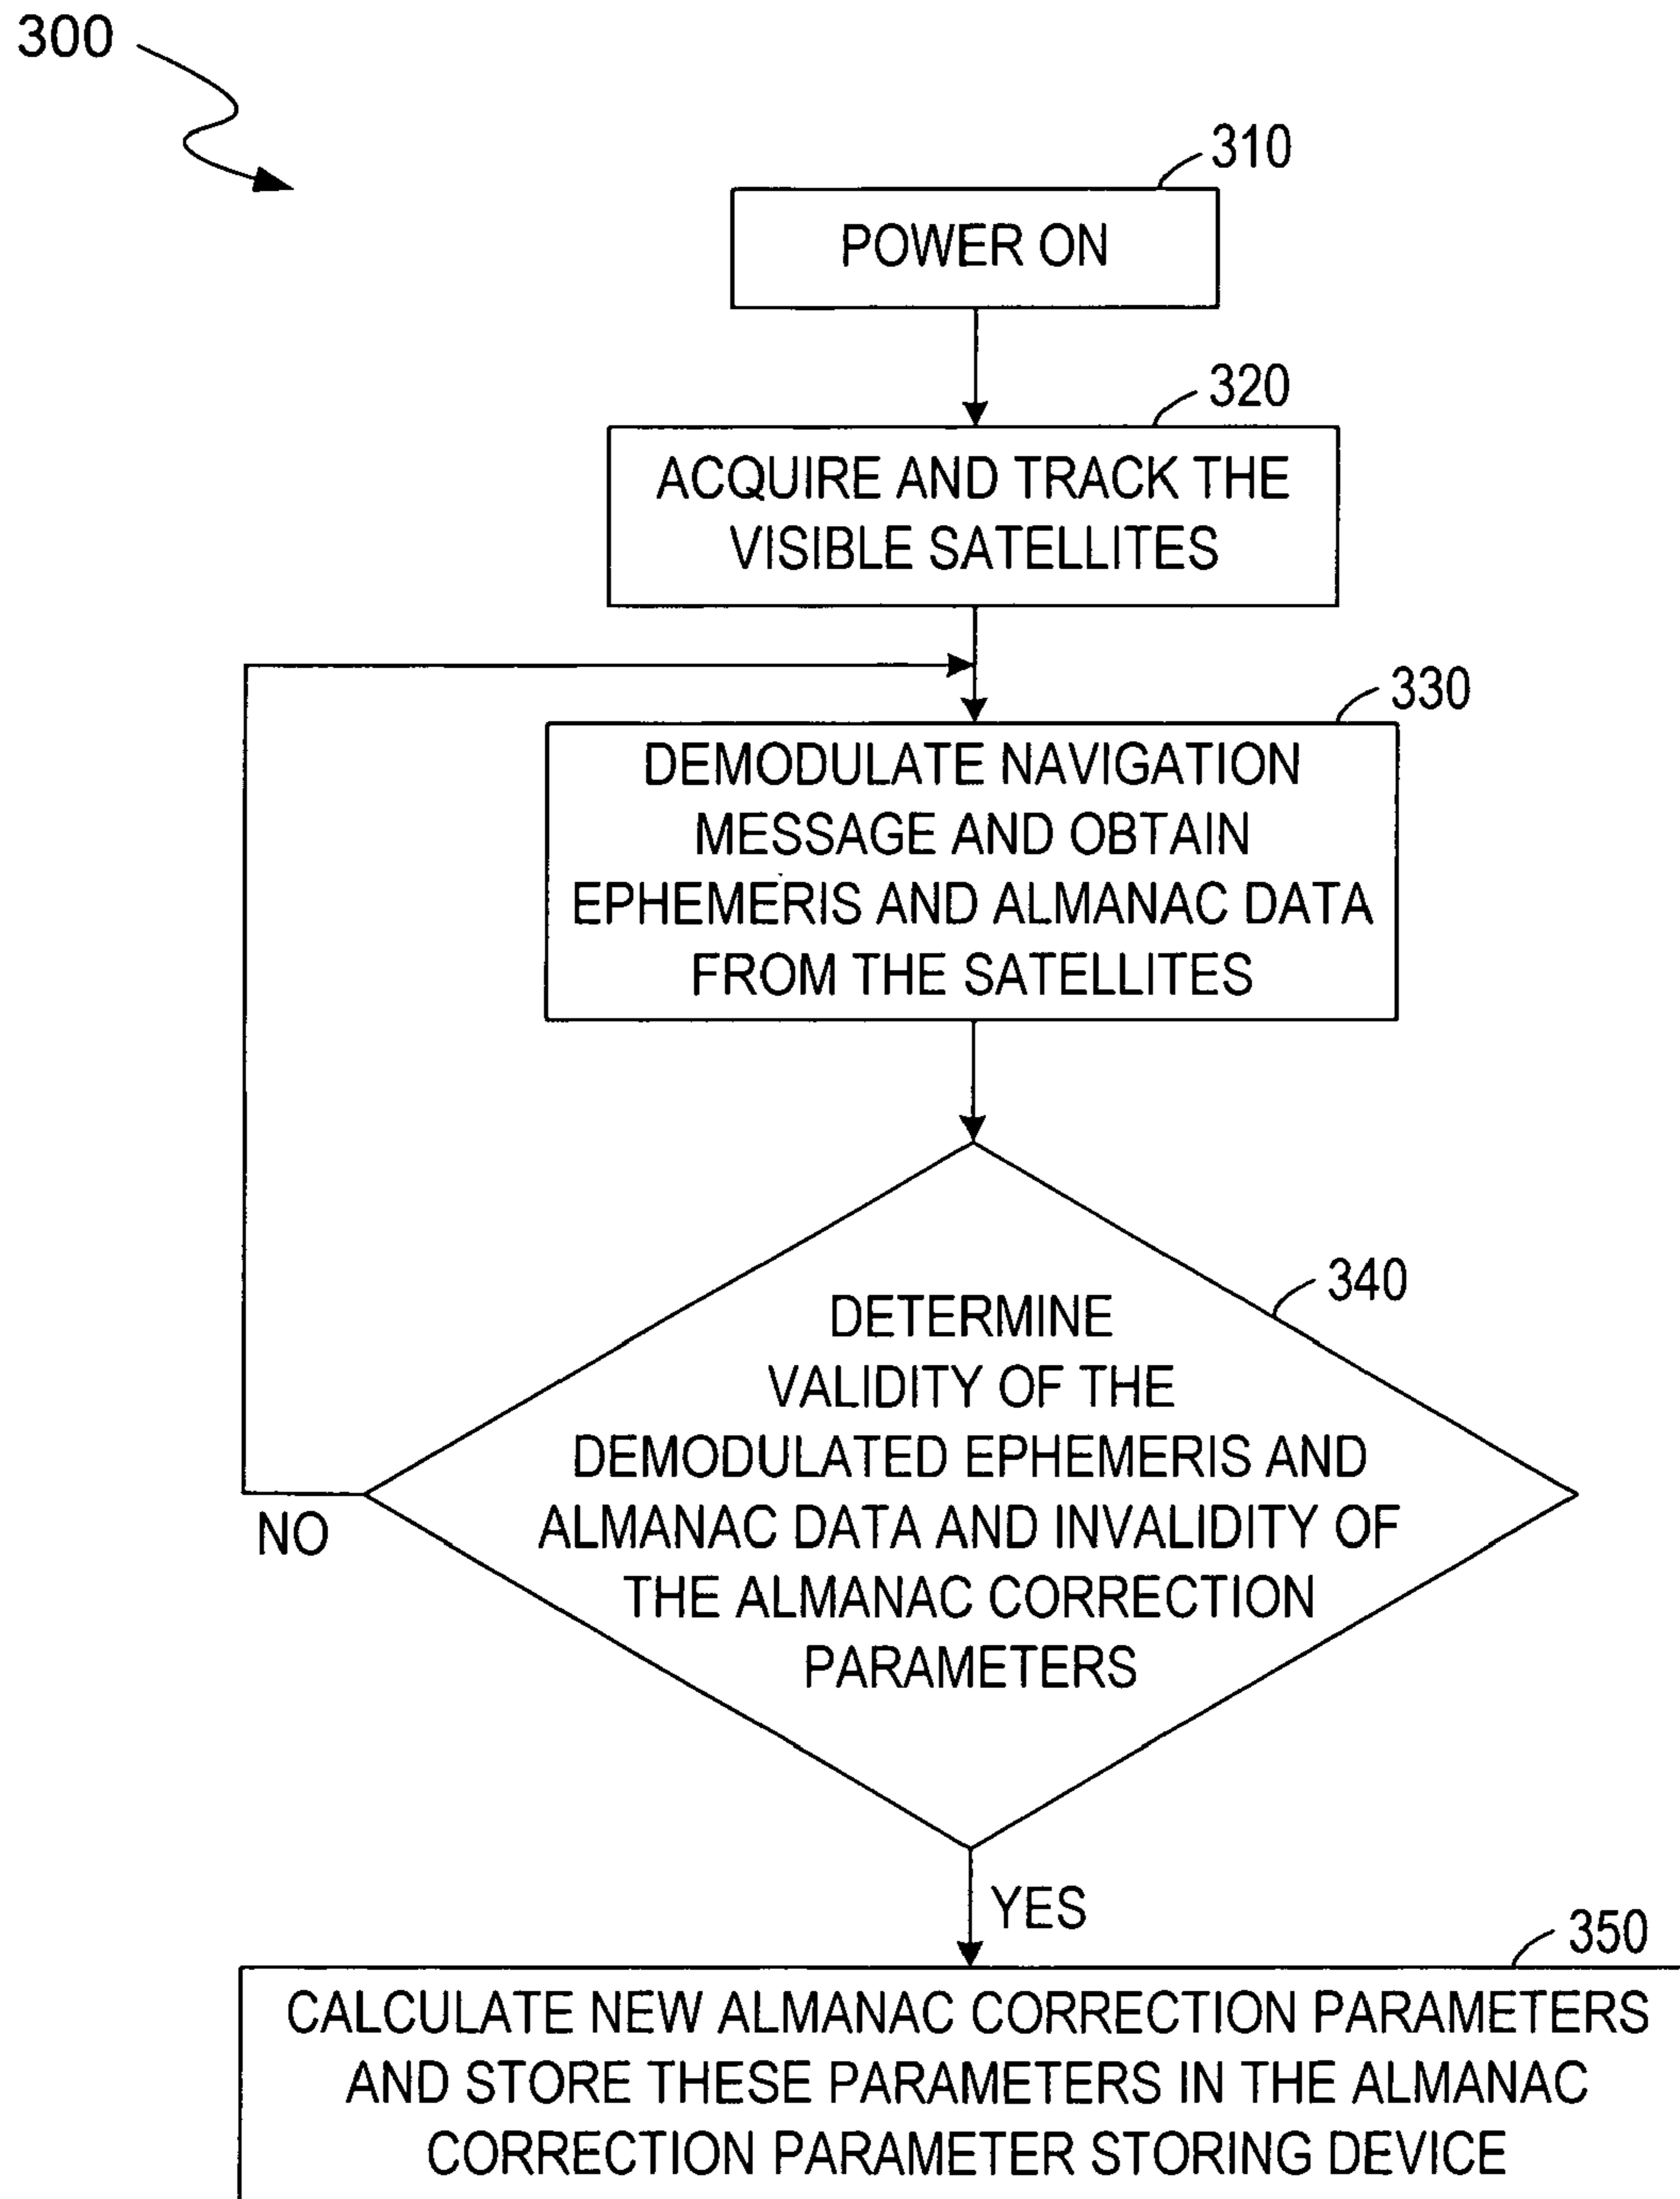 300
310
POWER ON
320
ACQUIRE AND TRACK THE
VISIBLE SATELLITES
330
DEMODULATE NAVIGATION
MESSAGE AND OBTAIN
EPHEMERIS AND ALMANAC DATA
FROM THE SATELLITES
340
DETERMINE
VALIDITY OF THE
DEMODULATED EPHEMERIS AND
ALMANAC DATA AND INVALIDITY OF
THE ALMANAC CORRECTION
PARAMETERS
NO
YES
350
CALCULATE NEW ALMANAC CORRECTION PARAMETERS
AND STORE THESE PARAMETERS IN THE ALMANAC
CORRECTION PARAMETER STORING DEVICE